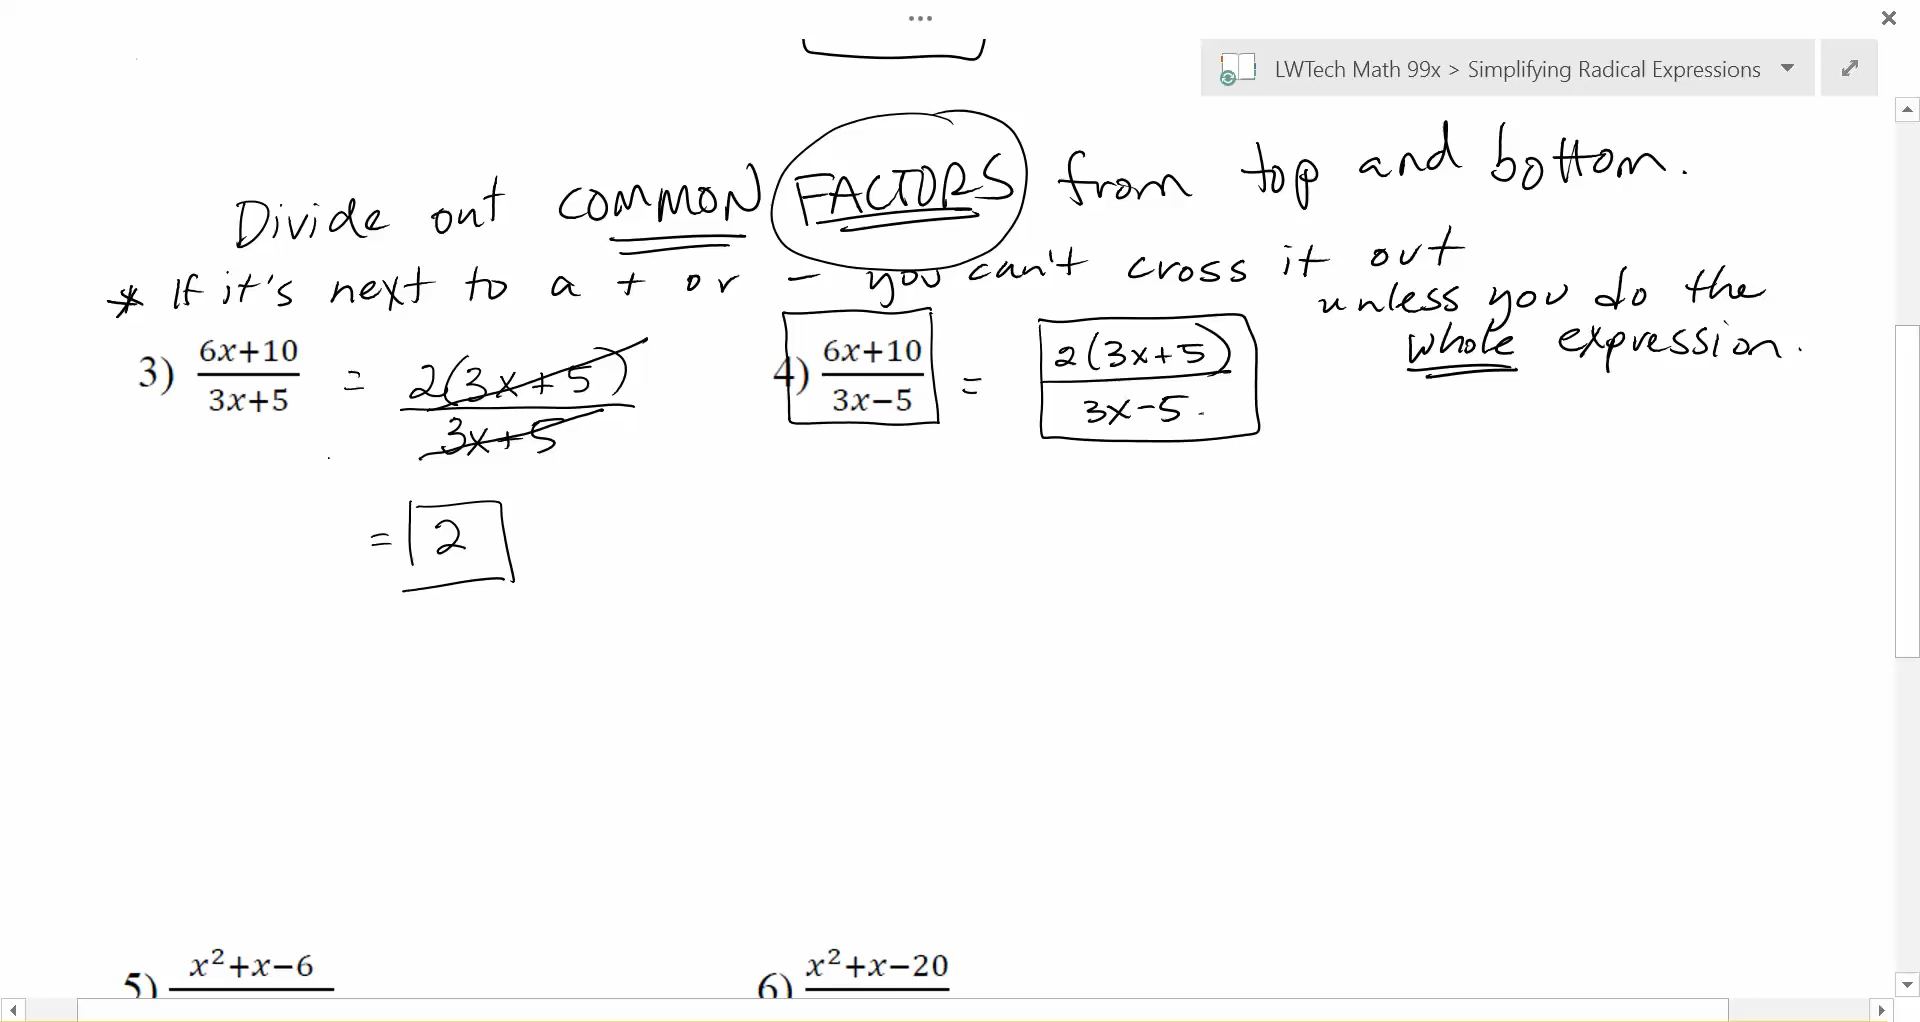 LWTech Math 99x > Simplifying Radical Expressions
Divide out COMMON FACTORS from top and bottom.
* If it's next to a + or - you can't cross it out
unless you do the
whole expression.
3) 6x+10 / 3x+5 = 2(3x+5) / 3x+5
= 2
4) 6x+10 / 3x−5 = 2(3x+5) / 3x-5
5) x²+x−6
6) x²+x−20